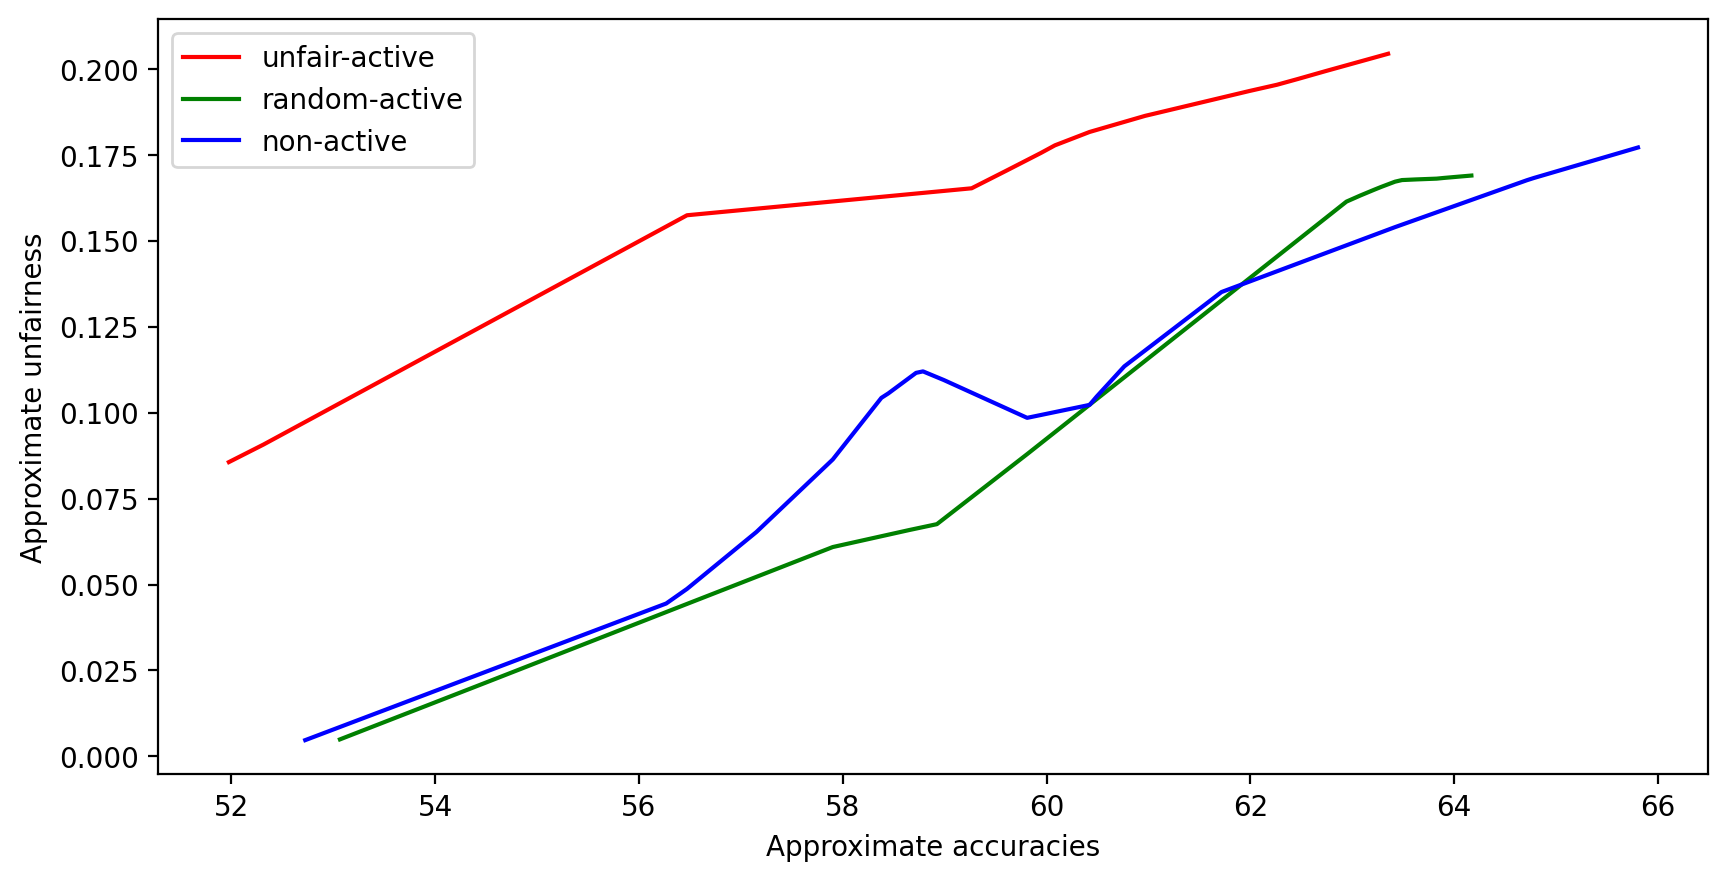 unfair-active
random-active
non-active
0.200
0.175
0.150
0.125
0.100
0.075
0.050
0.025
0.000
Approximate unfairness
52 54 56 58 60 62 64 66
Approximate accuracies